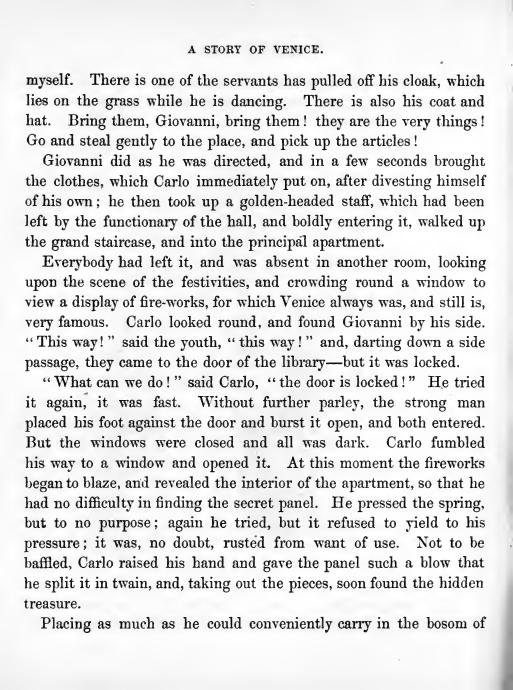 A STORY OF VENICE.
myself. There is one of the servants has pulled off his cloak, which
lies on the grass while he is dancing. There is also his coat and
hat. Bring them, Giovanni, bring them! they are the very things!
Go and steal gently to the place, and pick up the articles!
Giovanni did as he was directed, and in a few seconds brought
the clothes, which Carlo immediately put on, after divesting himself
of his own; he then took up a golden-headed staff, which had been
left by the functionary of the hall, and boldly entering it, walked up
the grand staircase, and into the principal apartment.
Everybody had left it, and was absent in another room, looking
upon the scene of the festivities, and crowding round a window to
view a display of fire-works, for which Venice always was, and still is,
very famous. Carlo looked round, and found Giovanni by his side.
“This way!” said the youth, “this way!” and, darting down a side
passage, they came to the door of the library—but it was locked.
“What can we do!” said Carlo, “the door is locked!” He tried
it again, it was fast. Without further parley, the strong man
placed his foot against the door and burst it open, and both entered.
But the windows were closed and all was dark. Carlo fumbled
his way to a window and opened it. At this moment the fireworks
began to blaze, and revealed the interior of the apartment, so that he
had no difficulty in finding the secret panel. He pressed the spring,
but to no purpose; again he tried, but it refused to yield to his
pressure; it was, no doubt, rusted from want of use. Not to be
baffled, Carlo raised his hand and gave the panel such a blow that
he split it in twain, and, taking out the pieces, soon found the hidden
treasure.
Placing as much as he could conveniently carry in the bosom of